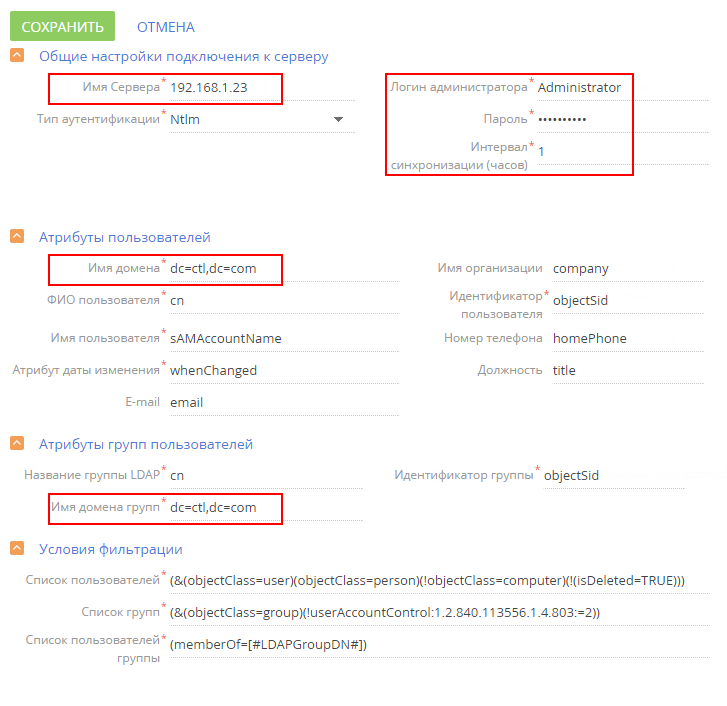 СОХРАНИТЬ ОТМЕНА
Общие настройки подключения к серверу
Имя Сервера* 192.168.1.23 Логин администратора* Administrator
Тип аутентификации* Ntlm Пароль* ••••••••••
Интервал
синхронизации (часов)* 1
Атрибуты пользователей
Имя домена* dc=ctl,dc=com Имя организации company
ФИО пользователя* cn Идентификатор
пользователя* objectSid
Имя пользователя* sAMAccountName Номер телефона homePhone
Атрибут даты изменения* whenChanged Должность title
E-mail email
Атрибуты групп пользователей
Название группы LDAP* cn Идентификатор группы* objectSid
Имя домена групп* dc=ctl,dc=com
Условия фильтрации
Список пользователей* (&(objectClass=user)(objectClass=person)(!objectClass=computer)(!(isDeleted=TRUE)))
Список групп* (&(objectClass=group)(!userAccountControl:1.2.840.113556.1.4.803:=2))
Список пользователей
группы* (memberOf=[#LDAPGroupDN#])